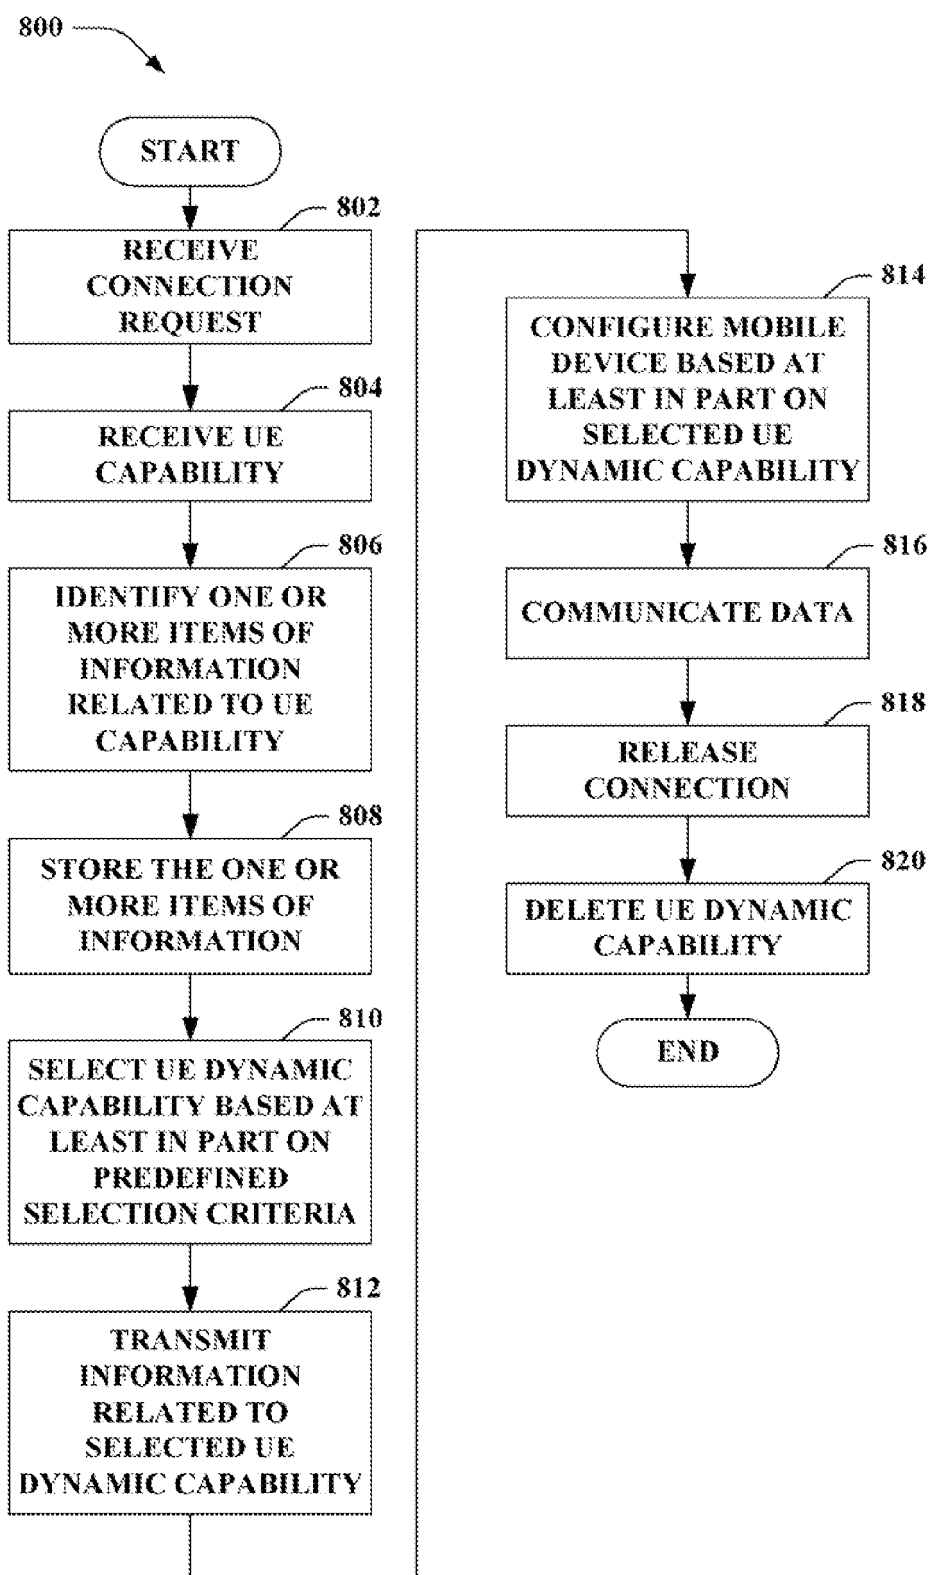 800
START
802
RECEIVE
CONNECTION
REQUEST
804
RECEIVE UE
CAPABILITY
806
IDENTIFY ONE OR
MORE ITEMS OF
INFORMATION
RELATED TO UE
CAPABILITY
808
STORE THE ONE OR
MORE ITEMS OF
INFORMATION
810
SELECT UE DYNAMIC
CAPABILITY BASED AT
LEAST IN PART ON
PREDEFINED
SELECTION CRITERIA
812
TRANSMIT
INFORMATION
RELATED TO
SELECTED UE
DYNAMIC CAPABILITY
814
CONFIGURE MOBILE
DEVICE BASED AT
LEAST IN PART ON
SELECTED UE
DYNAMIC CAPABILITY
816
COMMUNICATE DATA
818
RELEASE
CONNECTION
820
DELETE UE DYNAMIC
CAPABILITY
END